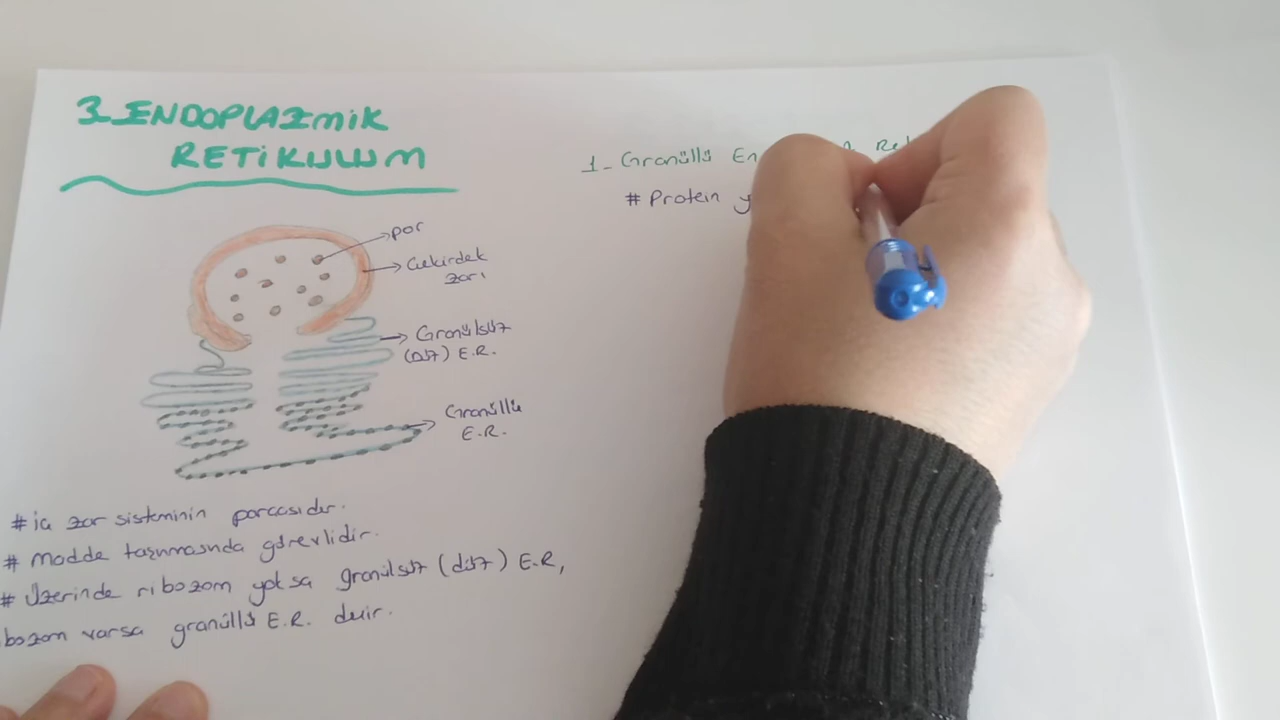 3. ENDOPLAZMİK
RETİKULUM
por
Çekirdek
zarı
Granülsüz
(Düz) E.R.
Granüllü
E.R.
# iç zar sisteminin parçasıdır.
# Madde taşınmasında görevlidir.
# Üzerinde ribozom yoksa granülsüz (düz) E.R,
bozom varsa granüllü E.R. denir.
1- Granüllü En
# Protein